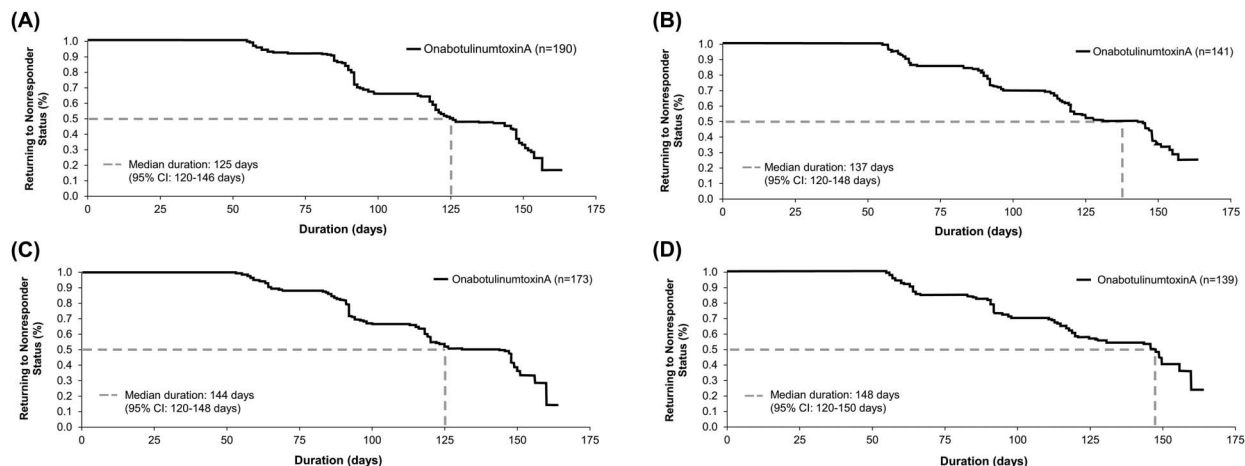 (A)
1.0
0.9
0.8
0.7
0.6
0.5
0.4
0.3
0.2
0.1
0.0
Returning to Nonresponder
Status (%)
OnabotulinumtoxinA (n=190)
Median duration: 125 days
(95% CI: 120-146 days)
0 25 50 75 100 125 150 175
Duration (days)
(B)
1.0
0.9
0.8
0.7
0.6
0.5
0.4
0.3
0.2
0.1
0.0
Returning to Nonresponder
Status (%)
OnabotulinumtoxinA (n=141)
Median duration: 137 days
(95% CI: 120-148 days)
0 25 50 75 100 125 150 175
Duration (days)
(C)
1.0
0.9
0.8
0.7
0.6
0.5
0.4
0.3
0.2
0.1
0.0
Returning to Nonresponder
Status (%)
OnabotulinumtoxinA (n=173)
Median duration: 144 days
(95% CI: 120-148 days)
0 25 50 75 100 125 150 175
Duration (days)
(D)
1.0
0.9
0.8
0.7
0.6
0.5
0.4
0.3
0.2
0.1
0.0
Returning to Nonresponder
Status (%)
OnabotulinumtoxinA (n=139)
Median duration: 148 days
(95% CI: 120-150 days)
0 25 50 75 100 125 150 175
Duration (days)